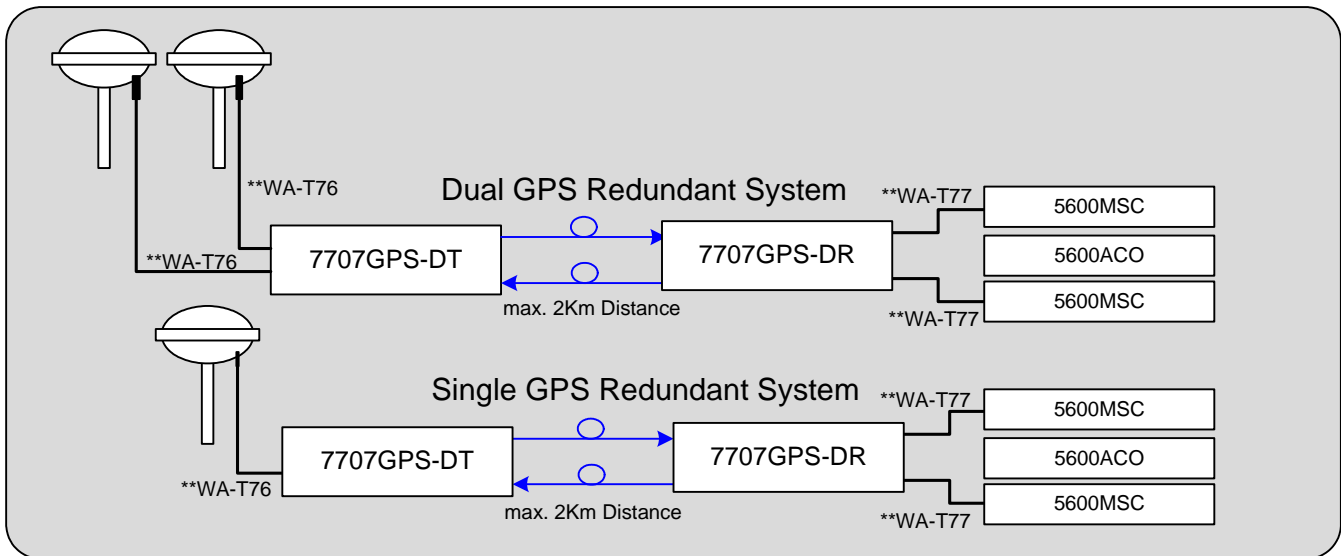 **WA-T76
Dual GPS Redundant System
**WA-T77
5600MSC
7707GPS-DT
7707GPS-DR
5600ACO
**WA-T76
max. 2Km Distance
5600MSC
**WA-T77
Single GPS Redundant System
**WA-T77
5600MSC
7707GPS-DT
7707GPS-DR
5600ACO
**WA-T76
max. 2Km Distance
5600MSC
**WA-T77